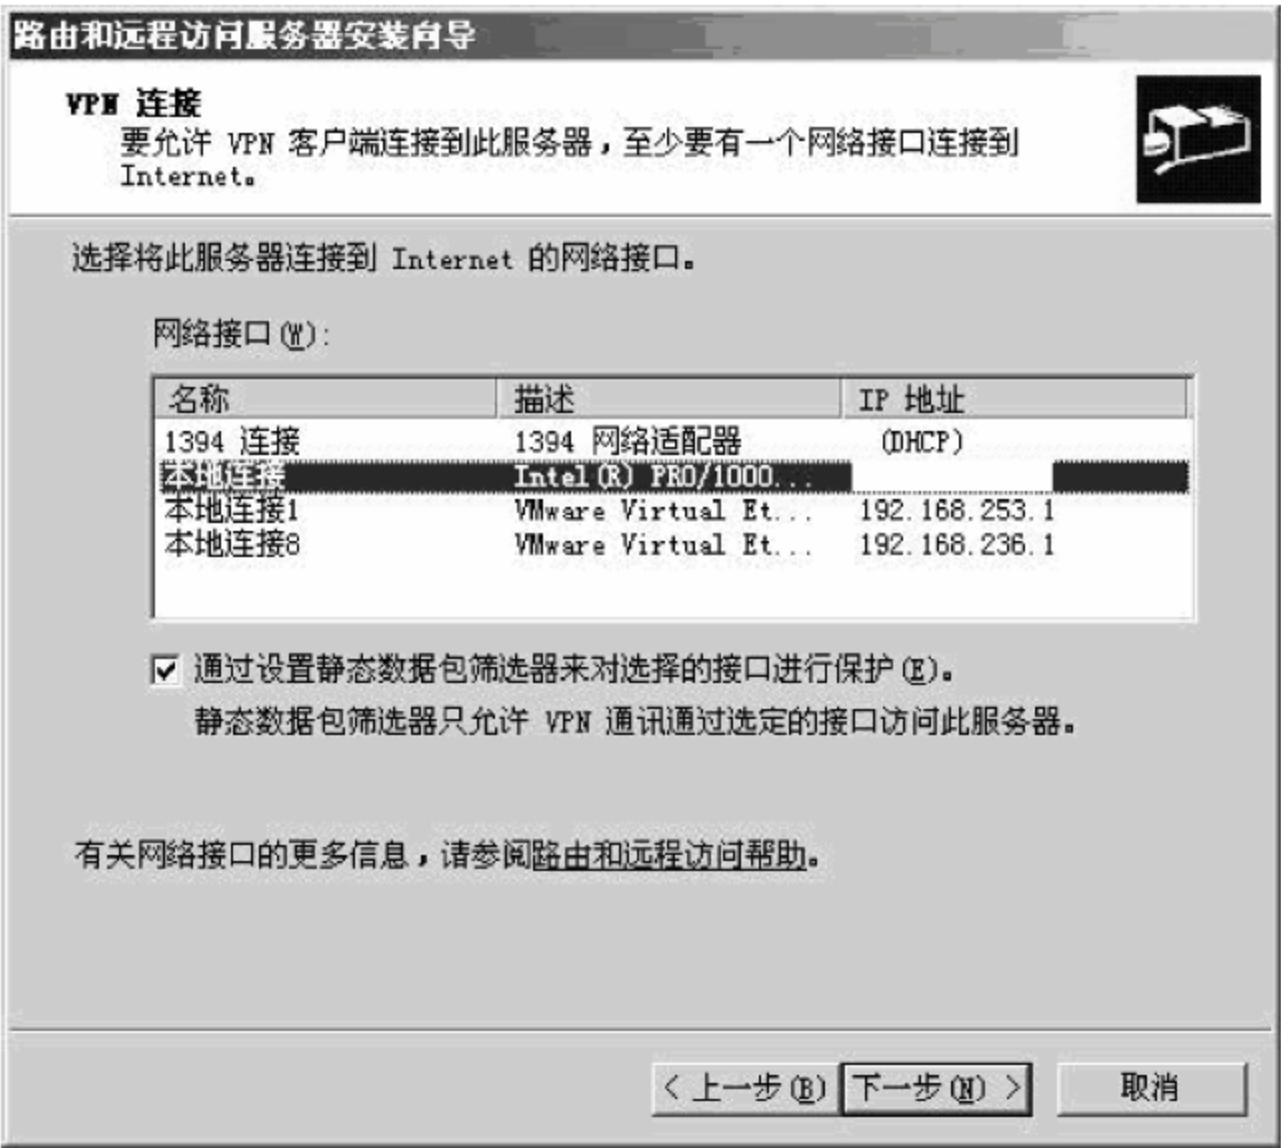 路由和远程访问服务器安装向导
VPN 连接
要允许 VPN 客户端连接到此服务器，至少要有一个网络接口连接到
Internet。
选择将此服务器连接到 Internet 的网络接口。
网络接口(W):
名称 描述 IP 地址
1394 连接 1394 网络适配器 (DHCP)
本地连接 Intel(R) PRO/1000...
本地连接1 VMware Virtual Et... 192.168.253.1
本地连接8 VMware Virtual Et... 192.168.236.1
通过设置静态数据包筛选器来对选择的接口进行保护(E)。
静态数据包筛选器只允许 VPN 通讯通过选定的接口访问此服务器。
有关网络接口的更多信息，请参阅路由和远程访问帮助。
< 上一步(B) 下一步(N) > 取消